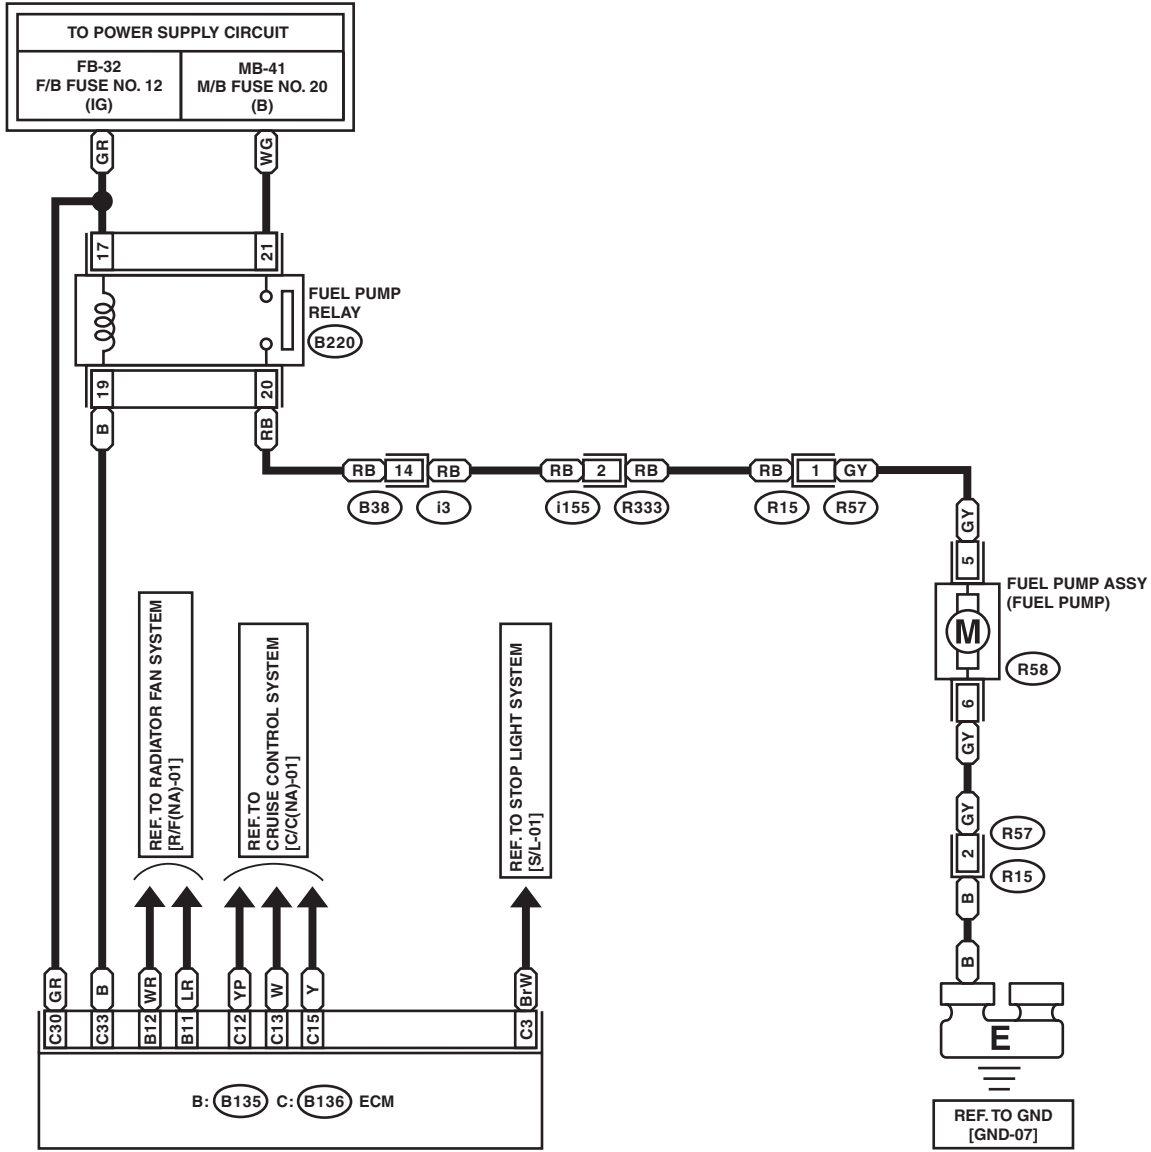 TO POWER SUPPLY CIRCUIT
FB-32
F/B FUSE NO. 12
(IG)
MB-41
M/B FUSE NO. 20
(B)
GR
WG
17
21
FUEL PUMP
RELAY
B220
19
20
B
RB
RB
14
RB
RB
2
RB
RB
1
GY
B38
i3
i155
R333
R15
R57
GY
5
FUEL PUMP ASSY
(FUEL PUMP)
M
R58
6
GY
GY
R57
2
R15
B
B
E
REF. TO GND
[GND-07]
REF. TO RADIATOR FAN SYSTEM
[R/F(NA)-01]
REF. TO
CRUISE CONTROL SYSTEM
[C/C(NA)-01]
REF. TO STOP LIGHT SYSTEM
[S/L-01]
GR
B
WR
LR
YP
W
Y
BrW
C30
C33
B12
B11
C12
C13
C15
C3
B: B135 C: B136 ECM